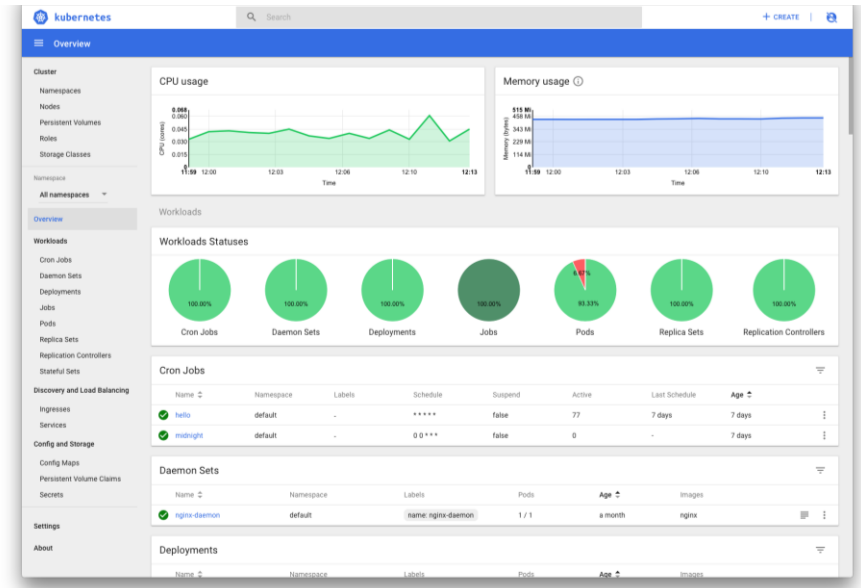 kubernetes
Search
+ CREATE |
Overview
Cluster
Namespaces
Nodes
Persistent Volumes
Roles
Storage Classes
Namespace
All namespaces
Overview
Workloads
Cron Jobs
Daemon Sets
Deployments
Jobs
Pods
Replica Sets
Replication Controllers
Stateful Sets
Discovery and Load Balancing
Ingresses
Services
Config and Storage
Config Maps
Persistent Volume Claims
Secrets
Settings
About
CPU usage
CPU (cores)
0.068
0.060
0.045
0.030
0.015
0
11:59 12:00 12:03 12:06 12:10 12:13
Time
Memory usage
Memory (bytes)
515 Mi
458 Mi
343 Mi
229 Mi
114 Mi
0
11:59 12:00 12:03 12:06 12:10 12:13
Time
Workloads
Workloads Statuses
100.00% 100.00% 100.00% 100.00% 6.67% 93.33% 100.00% 100.00%
Cron Jobs Daemon Sets Deployments Jobs Pods Replica Sets Replication Controllers
Cron Jobs
Name Namespace Labels Schedule Suspend Active Last Schedule Age
hello default - * * * * * false 77 7 days 7 days
midnight default - 0 0 * * * false 0 - 7 days
Daemon Sets
Name Namespace Labels Pods Age Images
nginx-daemon default name: nginx-daemon 1 / 1 a month nginx
Deployments
Name Namespace Labels Pods Age Images